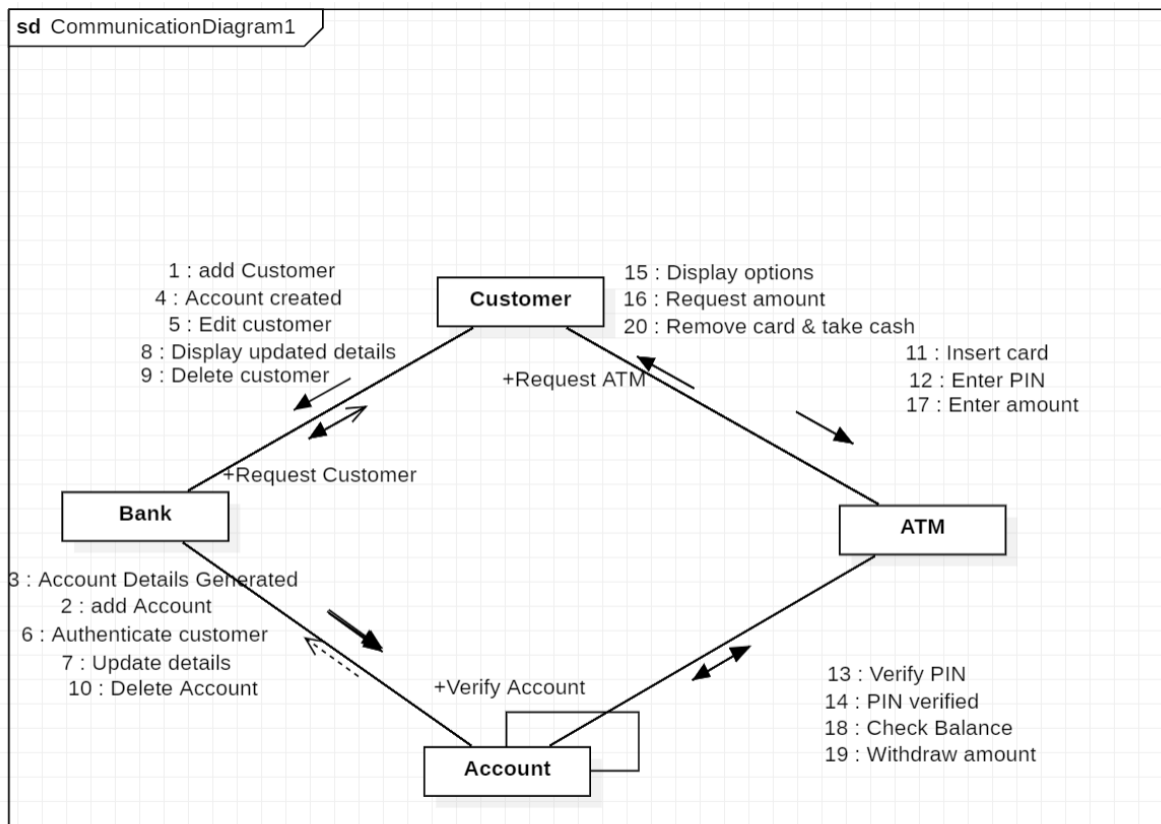 sd CommunicationDiagram1
1 : add Customer
4 : Account created
5 : Edit customer
8 : Display updated details
9 : Delete customer
Customer
15 : Display options
16 : Request amount
20 : Remove card & take cash
+Request ATM
11 : Insert card
12 : Enter PIN
17 : Enter amount
+Request Customer
Bank
ATM
3 : Account Details Generated
2 : add Account
6 : Authenticate customer
7 : Update details
10 : Delete Account
+Verify Account
13 : Verify PIN
14 : PIN verified
18 : Check Balance
19 : Withdraw amount
Account